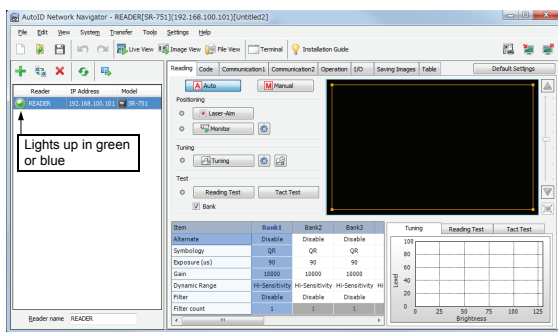 AutoID Network Navigator - READER[SR-751](192.168.100.101)[Untitled2]
File Edit View System Transfer Tools Settings Help
Live View Image View File View Terminal Installation Guide
Reader IP Address Model
READER 192.168.100.101 SR-751
Lights up in green
or blue
Reader name READER
Reading Code Communication1 Communication2 Operation I/O Saving Images Table Default Settings
A Auto M Manual
Positioning
Laser-Aim
Monitor
Tuning
Tuning
Test
Reading Test Tact Test
Bank
Item Bank1 Bank2 Bank3
Alternate Disable Disable Disable
Symbology QR QR QR
Exposure (us) 90 90 90
Gain 10000 10000 10000
Dynamic Range Hi-Sensitivity Hi-Sensitivity Hi-Sensitivity Hi
Filter Disable Disable Disable
Filter count 1 1 1
Tuning Reading Test Tact Test
100
80
60
40
20
0
Level
0 25 50 75 100 125
Brightness